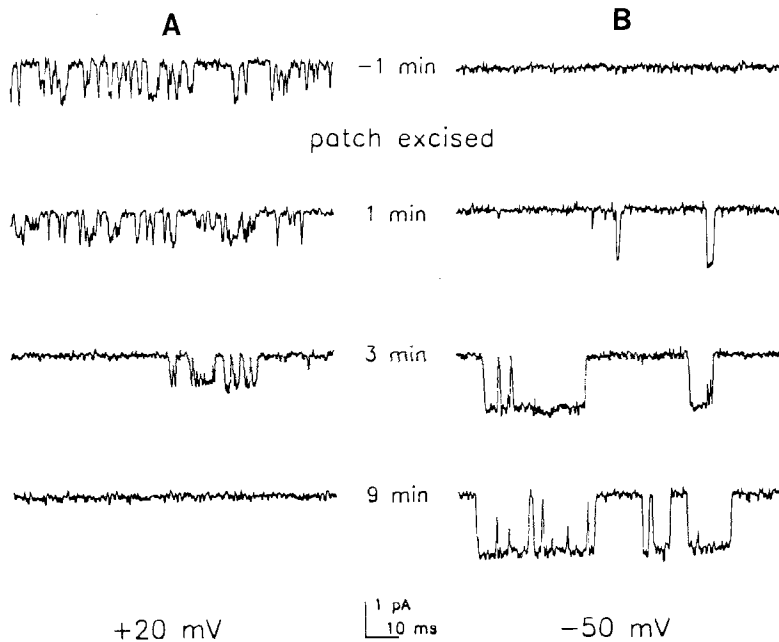 A
B
−1 min
patch excised
1 min
3 min
9 min
1 pA
10 ms
+20 mV
−50 mV